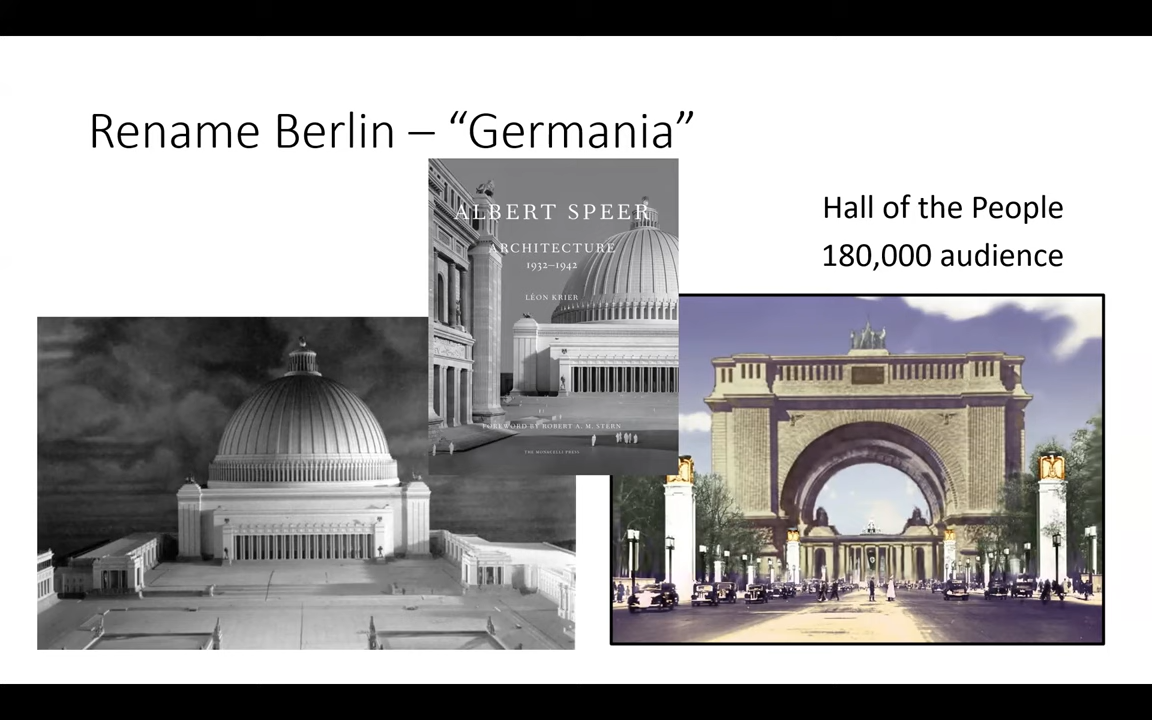 Rename Berlin – “Germania”
ALBERT SPEER
ARCHITECTURE
1932–1942
LÉON KRIER
FOREWORD BY ROBERT A. M. STERN
THE MONACELLI PRESS
Hall of the People
180,000 audience